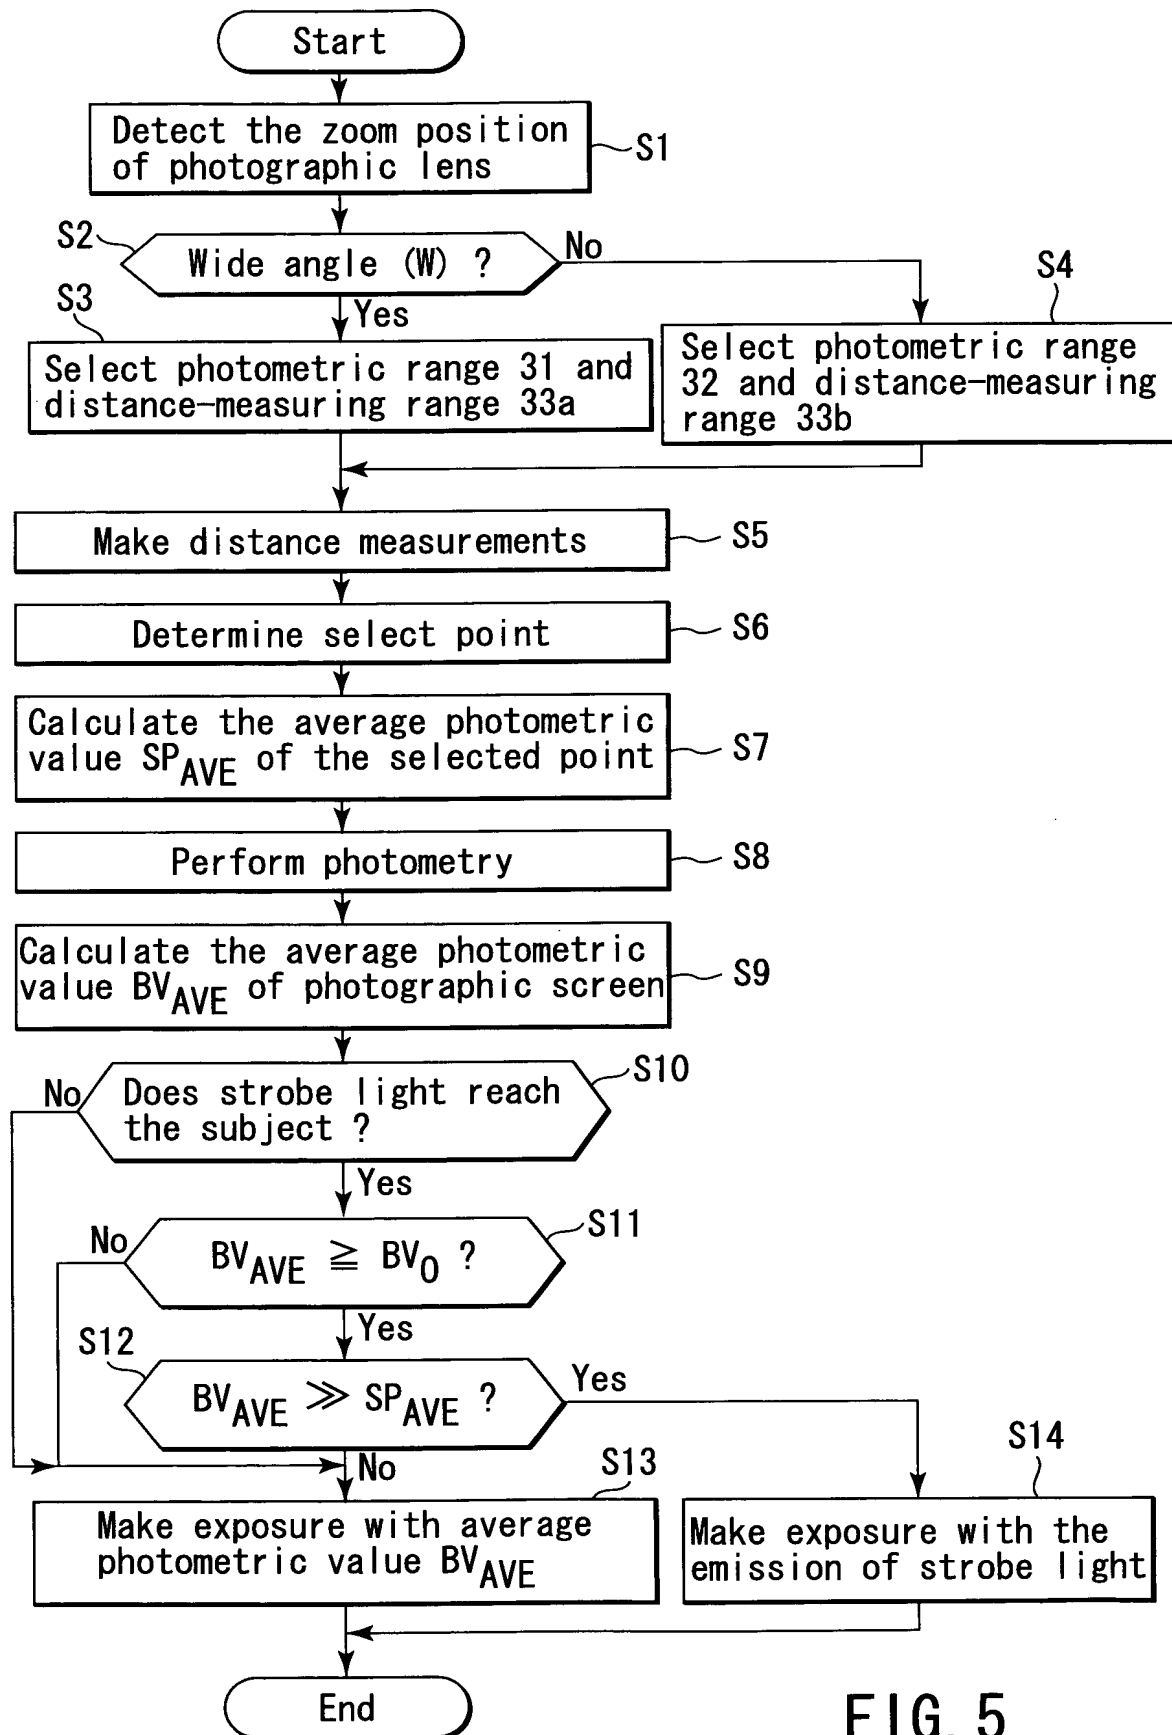 Start
Detect the zoom position
of photographic lens
S1
S2
Wide angle (W) ?
No
Yes
S3
Select photometric range 31 and
distance-measuring range 33a
S4
Select photometric range
32 and distance-measuring
range 33b
Make distance measurements
S5
Determine select point
S6
Calculate the average photometric
value SPAVE of the selected point
S7
Perform photometry
S8
Calculate the average photometric
value BVAVE of photographic screen
S9
No
Does strobe light reach
the subject ?
S10
Yes
No
BVAVE ≧ BV0 ?
S11
Yes
S12
BVAVE ≫ SPAVE ?
Yes
No
S13
Make exposure with average
photometric value BVAVE
S14
Make exposure with the
emission of strobe light
End
FIG. 5